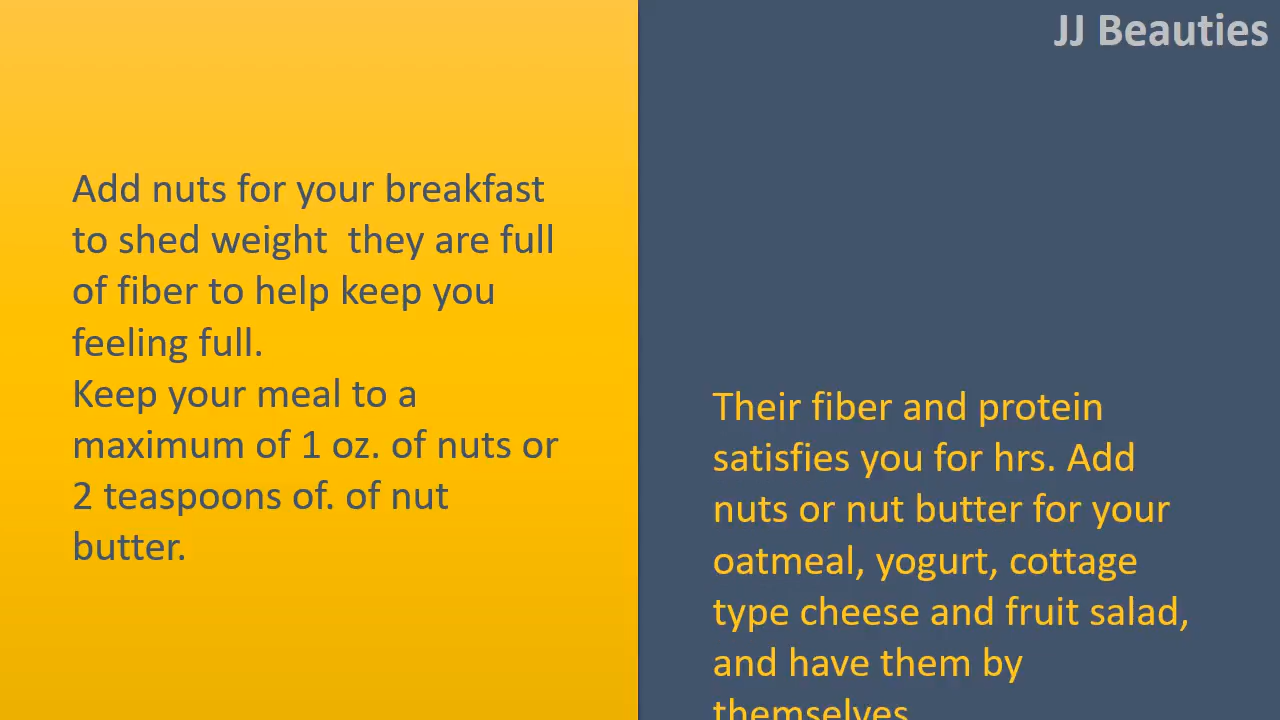 JJ Beauties
Add nuts for your breakfast
to shed weight  they are full
of fiber to help keep you
feeling full.
Keep your meal to a
maximum of 1 oz. of nuts or
2 teaspoons of. of nut
butter.
Their fiber and protein
satisfies you for hrs. Add
nuts or nut butter for your
oatmeal, yogurt, cottage
type cheese and fruit salad,
and have them by
themselves